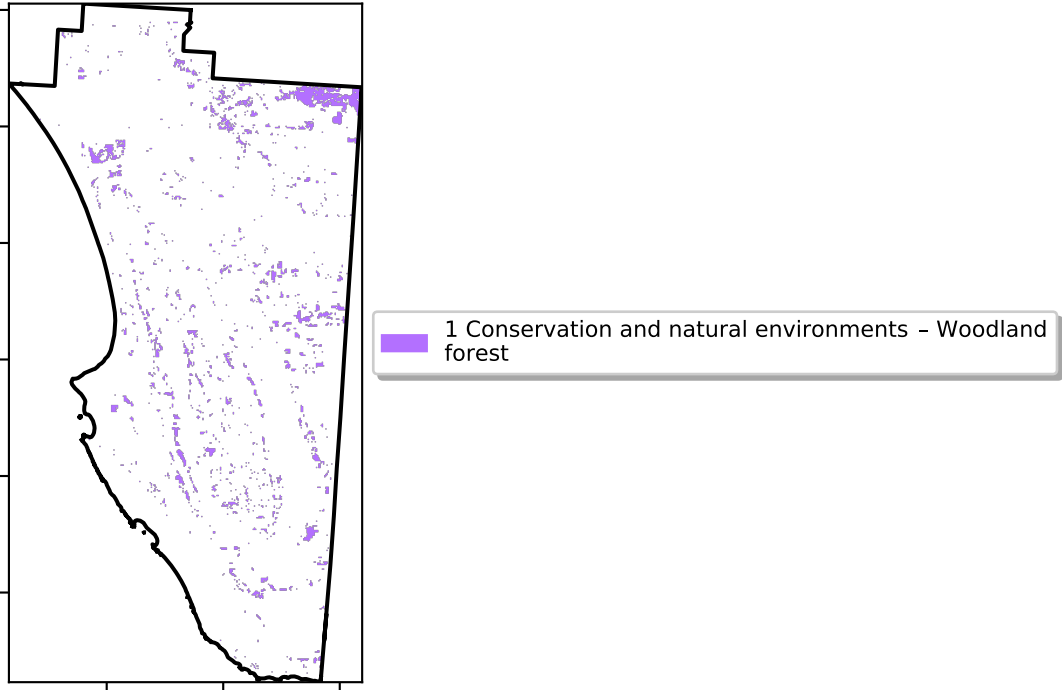 1 Conservation and natural environments – Woodland
forest